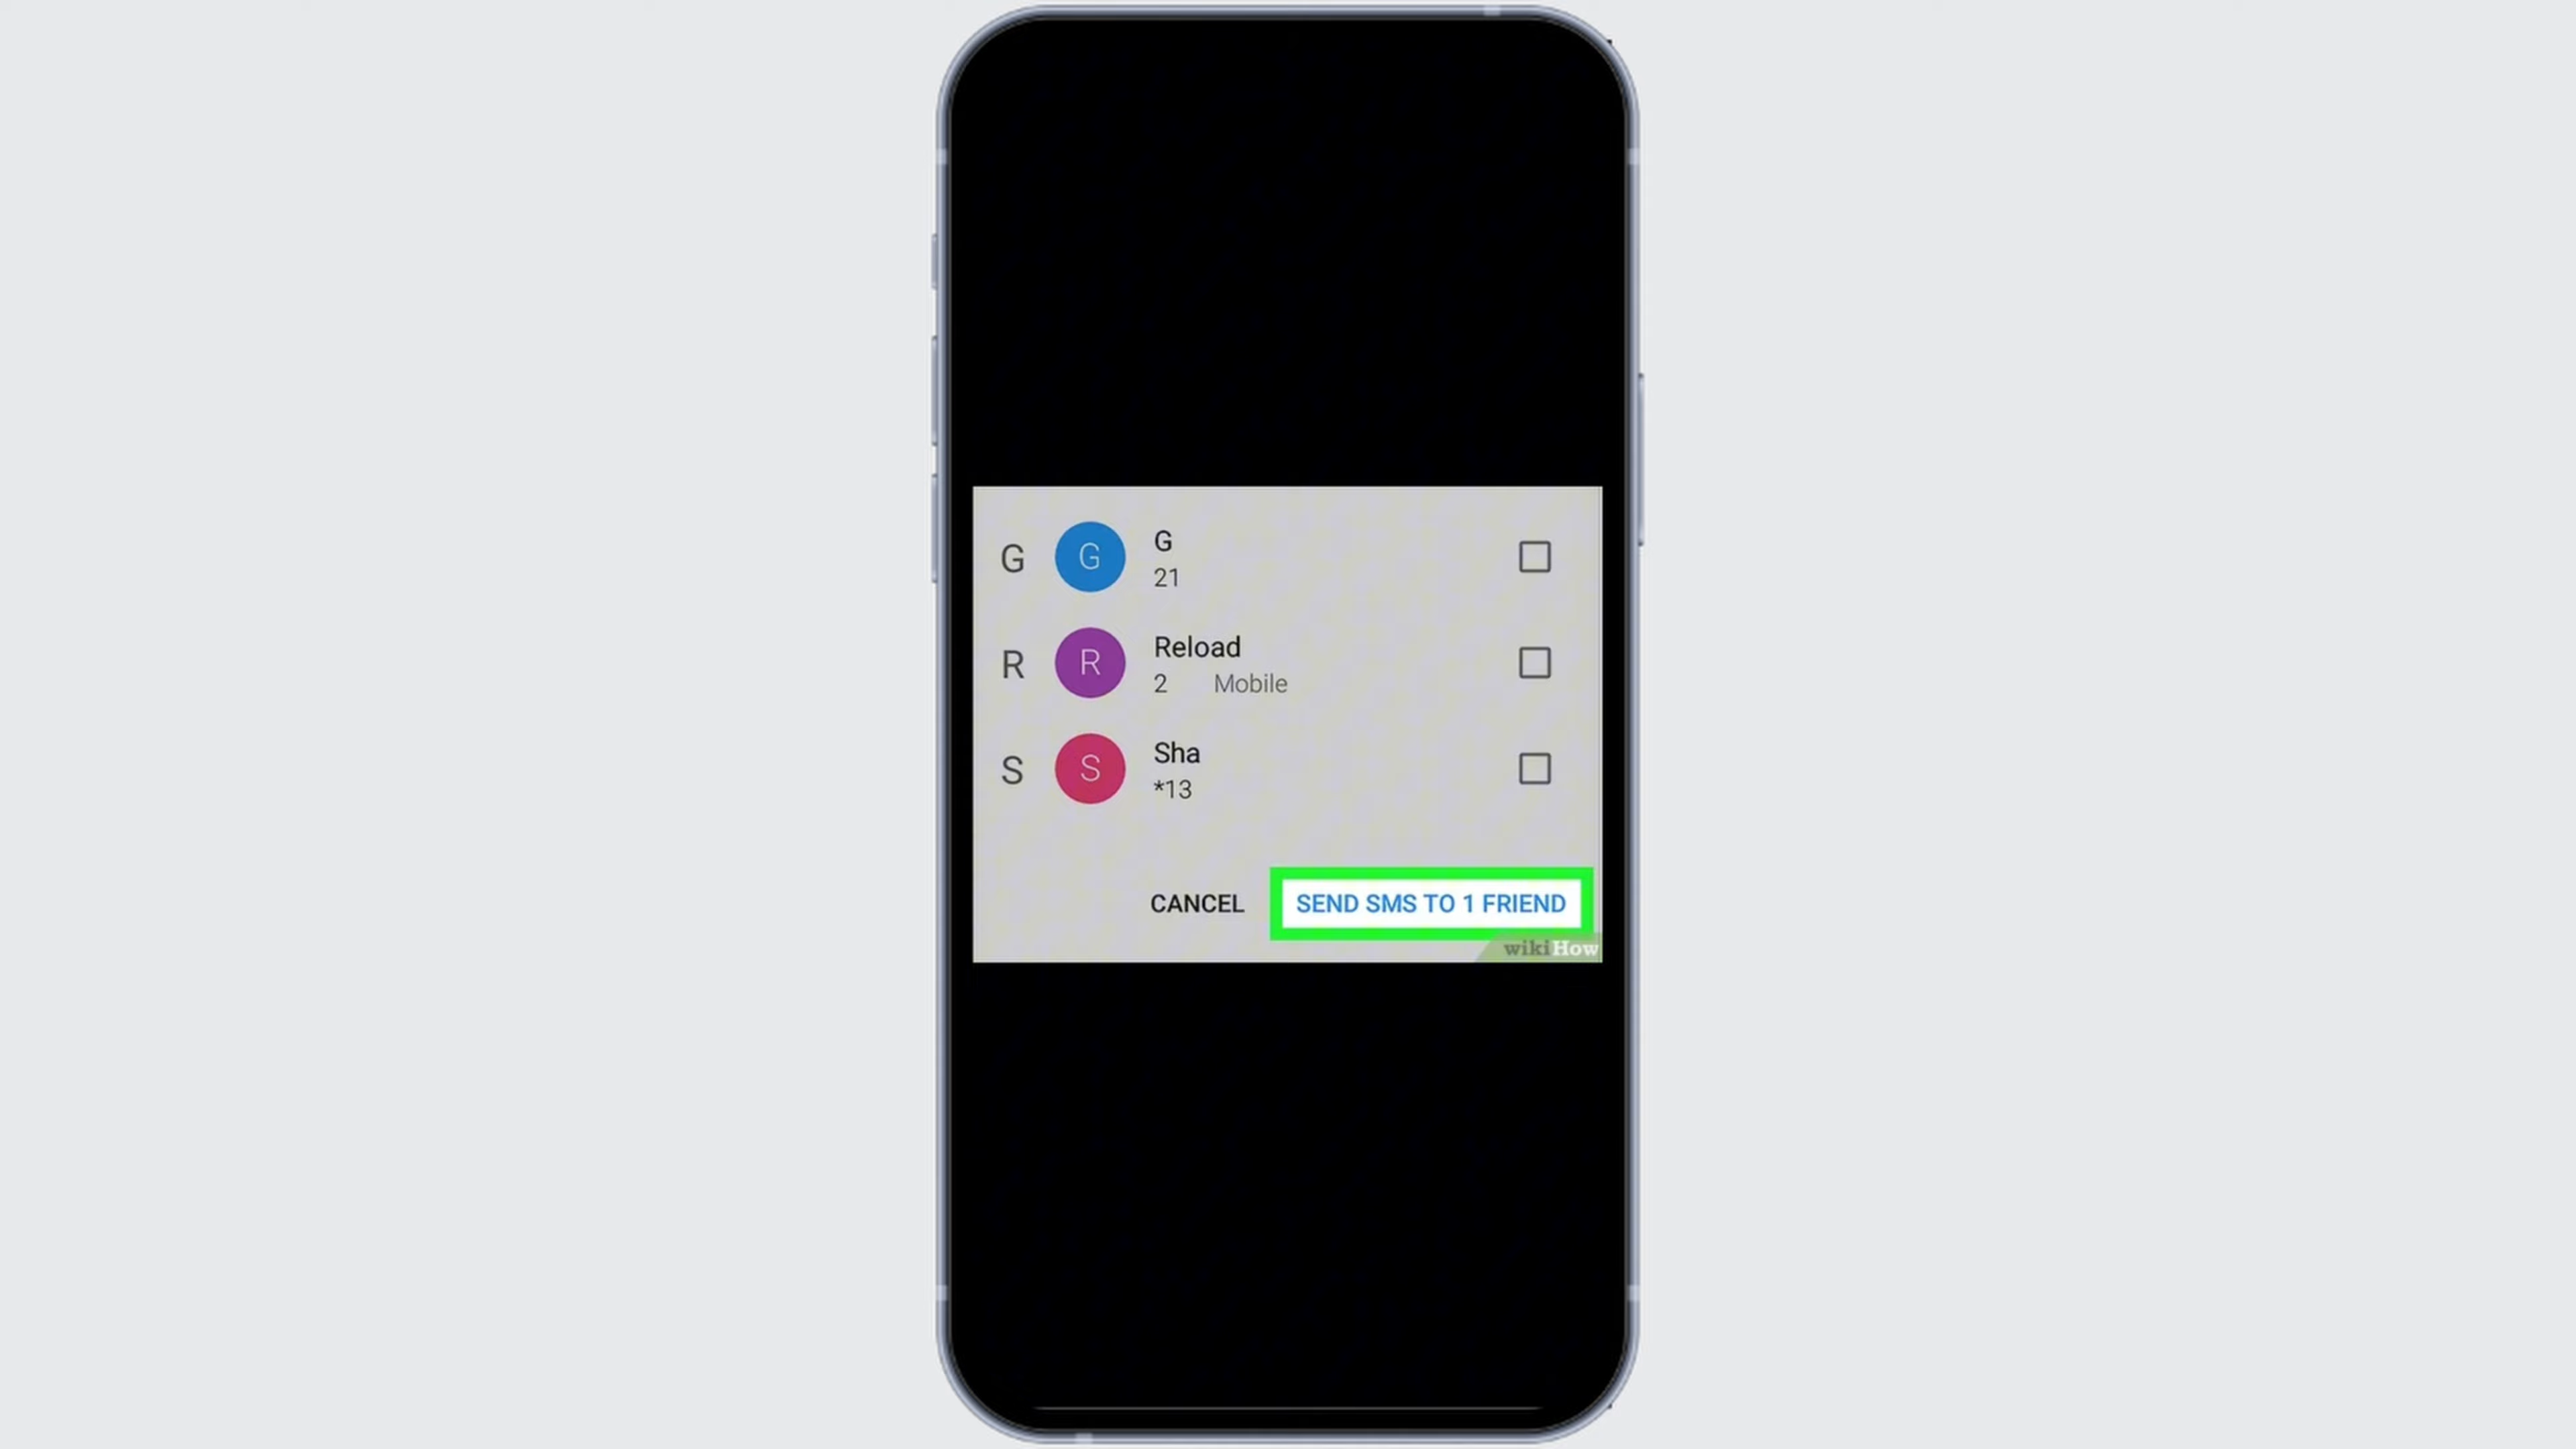 G G G
21
R R Reload
2 Mobile
S S Sha
*13
CANCEL SEND SMS TO 1 FRIEND
wikiHow